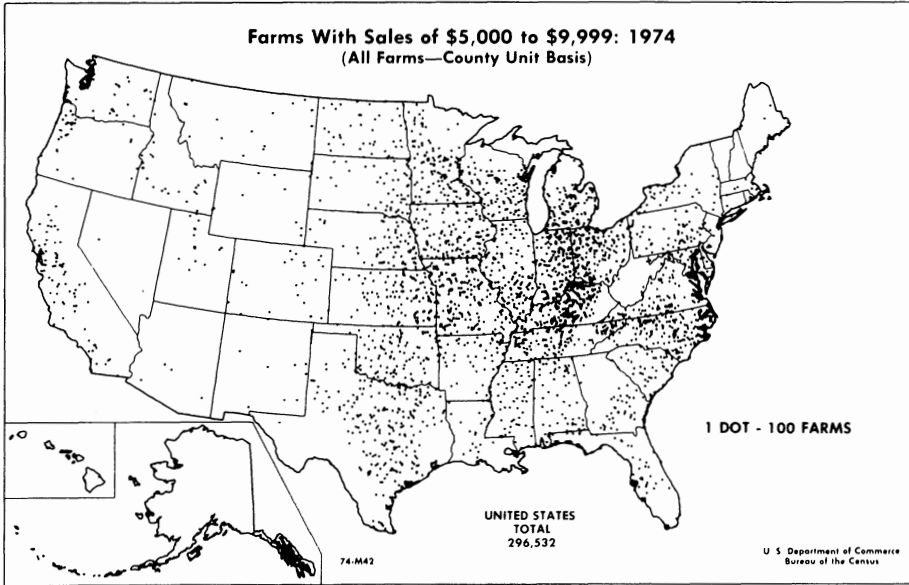 Farms With Sales of $5,000 to $9,999: 1974
(All Farms—County Unit Basis)
1 DOT - 100 FARMS
UNITED STATES
TOTAL
296,532
74-M42
U S Department of Commerce
Bureau of the Census